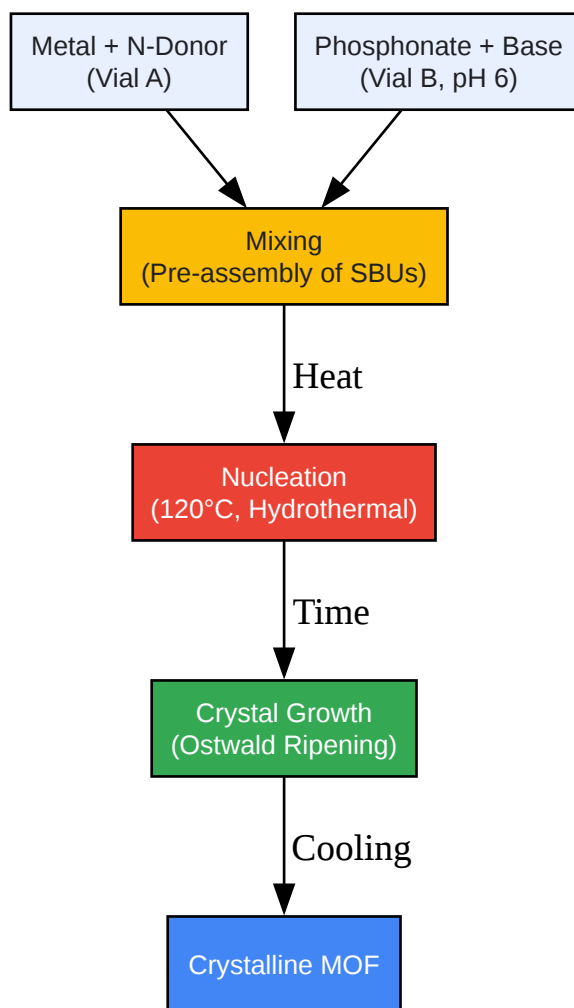 Metal + N-Donor
(Vial A)
Phosphonate + Base
(Vial B, pH 6)
Mixing
(Pre-assembly of SBUs)
Heat
Nucleation
(120°C, Hydrothermal)
Time
Crystal Growth
(Ostwald Ripening)
Cooling
Crystalline MOF